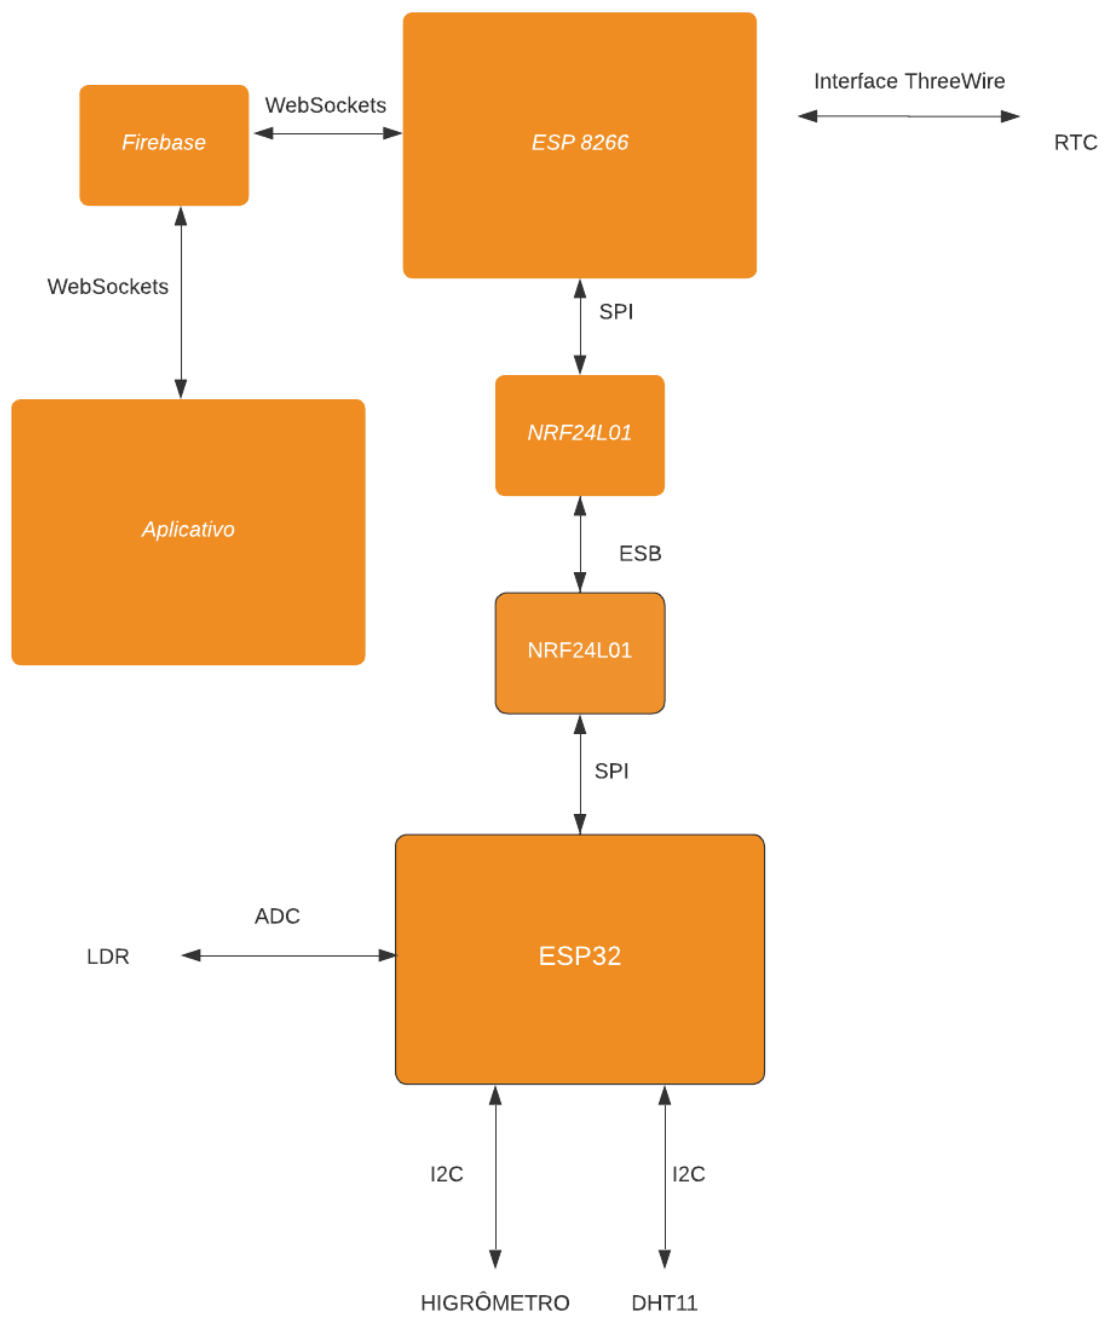 Interface ThreeWire
WebSockets
Firebase
ESP 8266
RTC
WebSockets
SPI
NRF24L01
Aplicativo
ESB
NRF24L01
SPI
ADC
LDR
ESP32
I2C
I2C
HIGRÔMETRO
DHT11